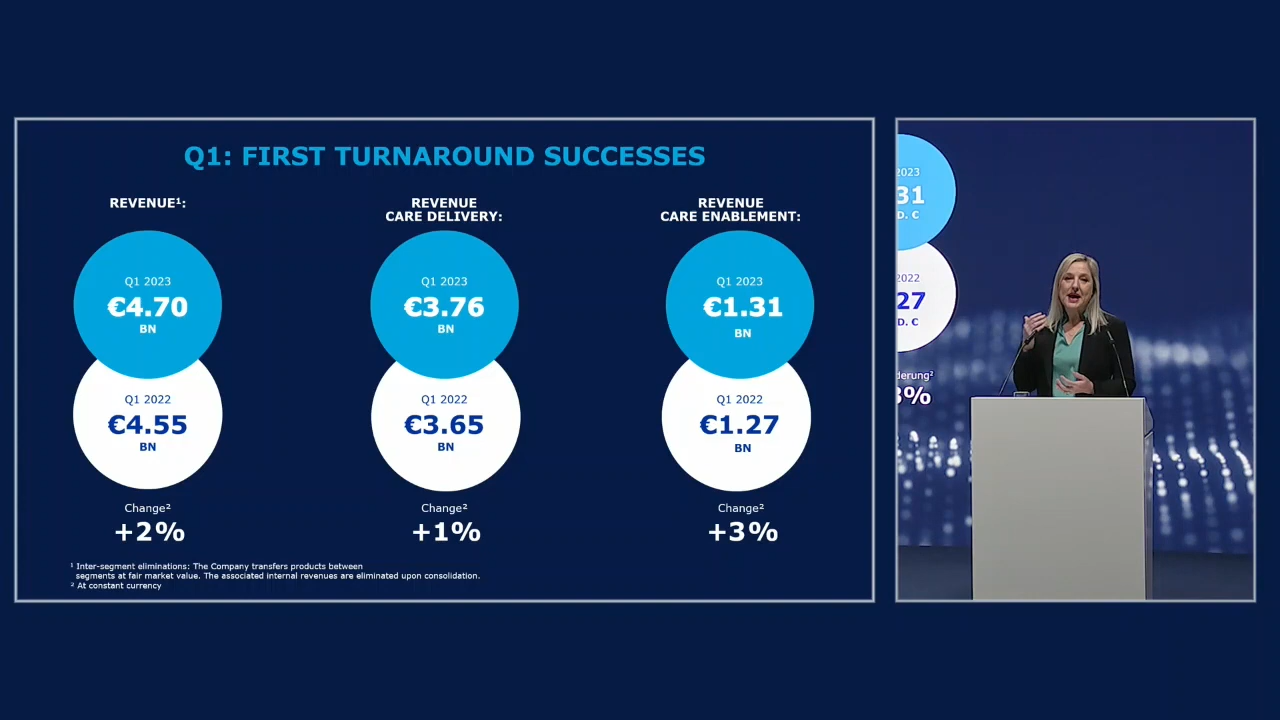 Q1: FIRST TURNAROUND SUCCESSES
REVENUE¹:
Q1 2023
€4.70
BN
Q1 2022
€4.55
BN
Change²
+2%
REVENUE
CARE DELIVERY:
Q1 2023
€3.76
BN
Q1 2022
€3.65
BN
Change²
+1%
REVENUE
CARE ENABLEMENT:
Q1 2023
€1.31
BN
Q1 2022
€1.27
BN
Change²
+3%
¹ Inter-segment eliminations: The Company transfers products between
segments at fair market value. The associated internal revenues are eliminated upon consolidation.
² At constant currency
2023
31
D. €
2022
27
D. €
derung²
3%